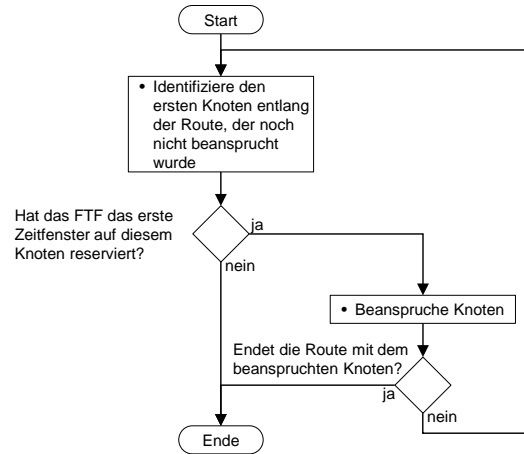 Start
• Identifiziere den
ersten Knoten entlang
der Route, der noch
nicht beansprucht
wurde
Hat das FTF das erste
Zeitfenster auf diesem
Knoten reserviert?
ja
nein
• Beanspruche Knoten
Endet die Route mit dem
beanspruchten Knoten?
ja
nein
Ende